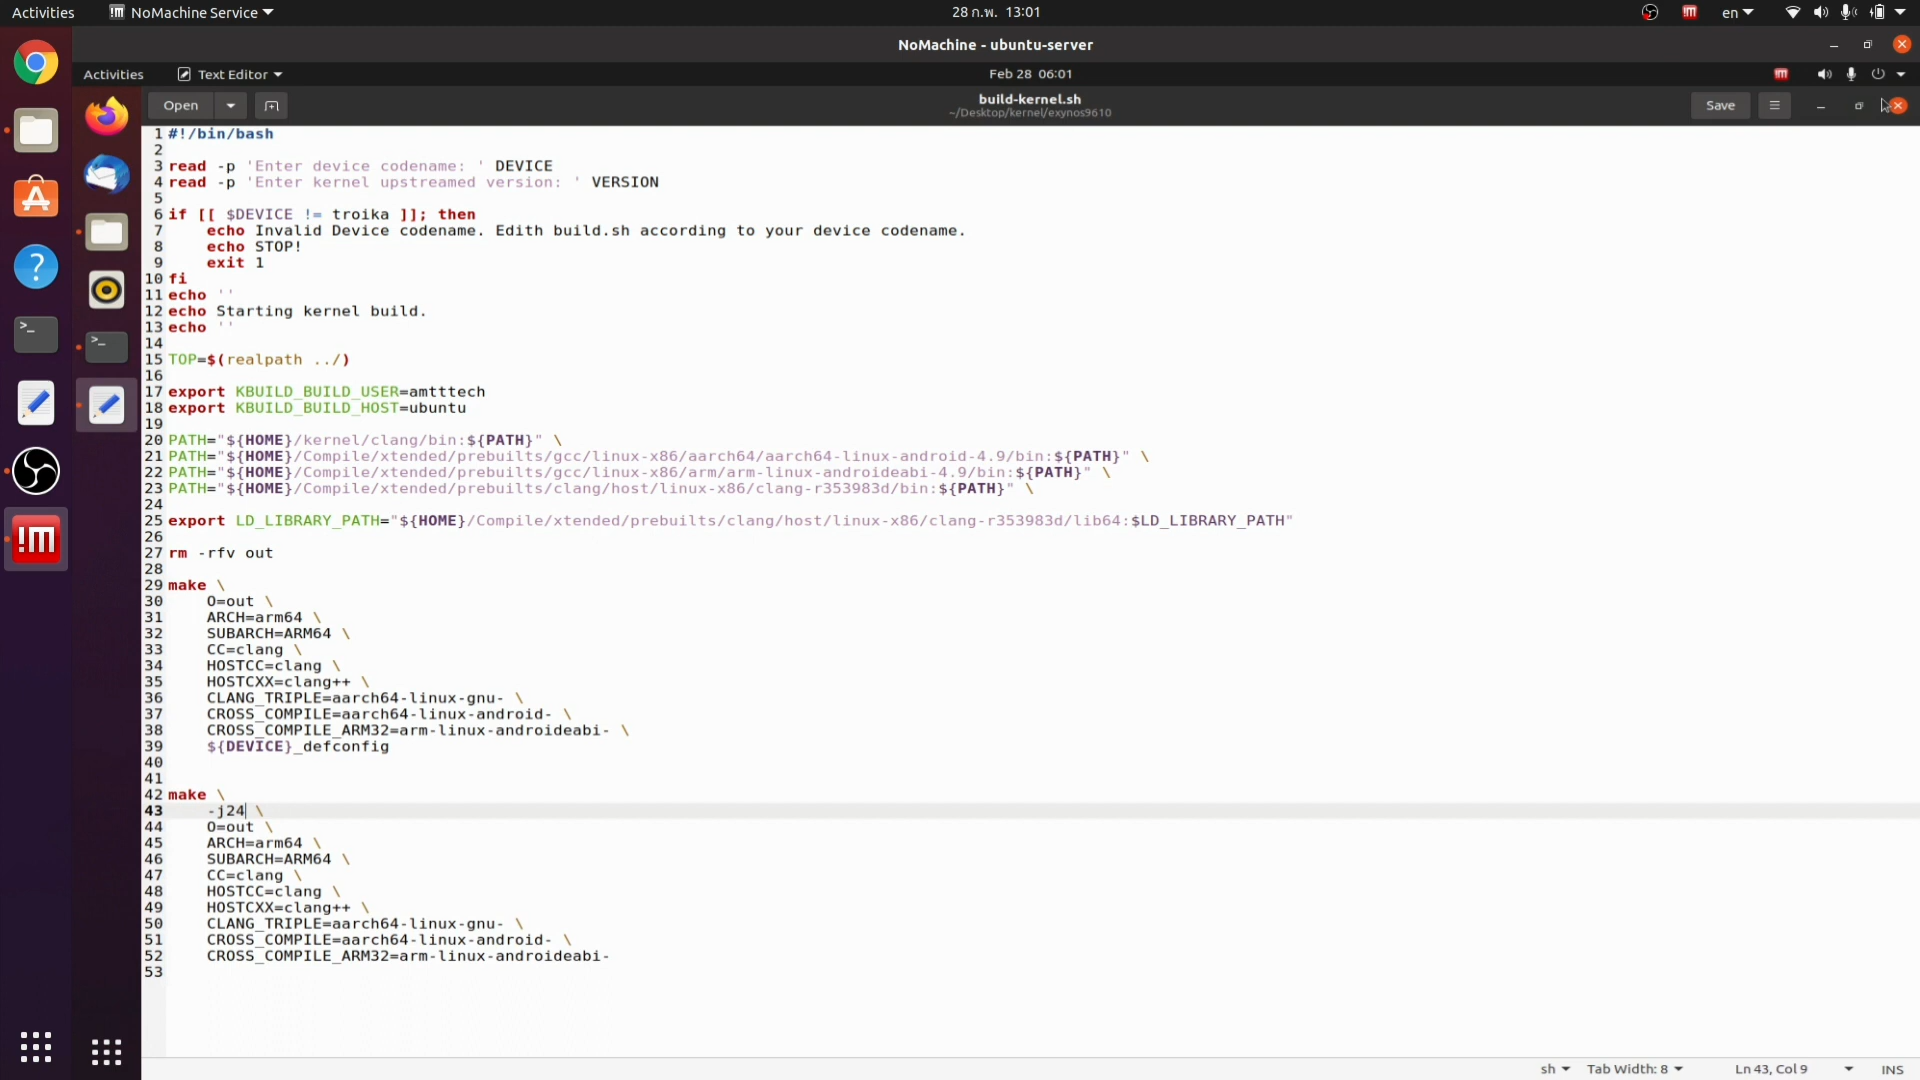 Activities NoMachine Service 28 ก.พ. 13:01 en
NoMachine - ubuntu-server
Activities Text Editor Feb 28 06:01
Open build-kernel.sh Save
~/Desktop/kernel/exynos9610
1 #!/bin/bash
2
3 read -p 'Enter device codename: ' DEVICE
4 read -p 'Enter kernel upstreamed version: ' VERSION
5
6 if [[ $DEVICE != troika ]]; then
7 echo Invalid Device codename. Edith build.sh according to your device codename.
8 echo STOP!
9 exit 1
10 fi
11 echo ''
12 echo Starting kernel build.
13 echo ''
14
15 TOP=$(realpath ../)
16
17 export KBUILD_BUILD_USER=amtttech
18 export KBUILD_BUILD_HOST=ubuntu
19
20 PATH="${HOME}/kernel/clang/bin:${PATH}" \
21 PATH="${HOME}/Compile/xtended/prebuilts/gcc/linux-x86/aarch64/aarch64-linux-android-4.9/bin:${PATH}" \
22 PATH="${HOME}/Compile/xtended/prebuilts/gcc/linux-x86/arm/arm-linux-androideabi-4.9/bin:${PATH}" \
23 PATH="${HOME}/Compile/xtended/prebuilts/clang/host/linux-x86/clang-r353983d/bin:${PATH}" \
24
25 export LD_LIBRARY_PATH="${HOME}/Compile/xtended/prebuilts/clang/host/linux-x86/clang-r353983d/lib64:$LD_LIBRARY_PATH"
26
27 rm -rfv out
28
29 make \
30 O=out \
31 ARCH=arm64 \
32 SUBARCH=ARM64 \
33 CC=clang \
34 HOSTCC=clang \
35 HOSTCXX=clang++ \
36 CLANG_TRIPLE=aarch64-linux-gnu- \
37 CROSS_COMPILE=aarch64-linux-android- \
38 CROSS_COMPILE_ARM32=arm-linux-androideabi- \
39 ${DEVICE}_defconfig
40
41
42 make \
43 -j24 \
44 O=out \
45 ARCH=arm64 \
46 SUBARCH=ARM64 \
47 CC=clang \
48 HOSTCC=clang \
49 HOSTCXX=clang++ \
50 CLANG_TRIPLE=aarch64-linux-gnu- \
51 CROSS_COMPILE=aarch64-linux-android- \
52 CROSS_COMPILE_ARM32=arm-linux-androideabi-
53
sh Tab Width: 8 Ln 43, Col 9 INS